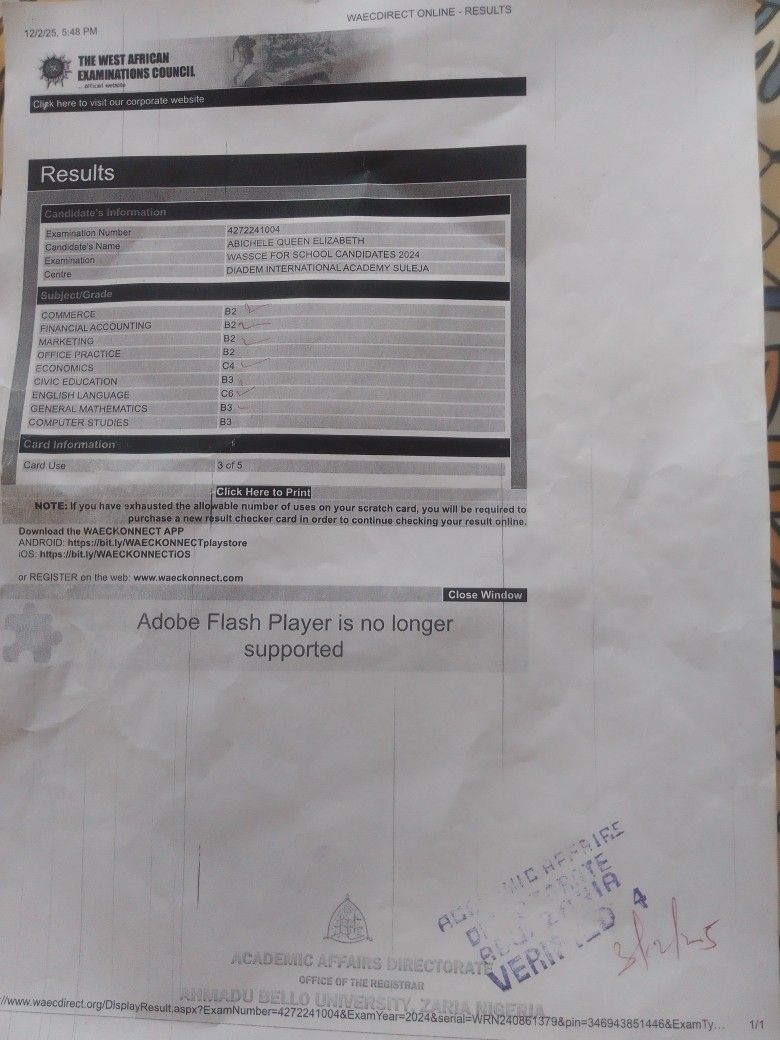 12/2/25, 5:48 PM
WAECDIRECT ONLINE - RESULTS
THE WEST AFRICAN
EXAMINATIONS COUNCIL
...official website
Click here to visit our corporate website
Results
Candidate's Information
Examination Number 4272241004
Candidate's Name ABICHELE QUEEN ELIZABETH
Examination WASSCE FOR SCHOOL CANDIDATES 2024
Centre DIADEM INTERNATIONAL ACADEMY SULEJA
Subject/Grade
COMMERCE B2
FINANCIAL ACCOUNTING B2
MARKETING B2
OFFICE PRACTICE B2
ECONOMICS C4
CIVIC EDUCATION B3
ENGLISH LANGUAGE C6
GENERAL MATHEMATICS B3
COMPUTER STUDIES B3
Card Information
Card Use 3 of 5
Click Here to Print
NOTE: If you have exhausted the allowable number of uses on your scratch card, you will be required to
purchase a new result checker card in order to continue checking your result online.
Download the WAECKONNECT APP
ANDROID: https://bit.ly/WAECKONNECTplaystore
iOS: https://bit.ly/WAECKONNECTiOS
or REGISTER on the web: www.waeckonnect.com
Close Window
Adobe Flash Player is no longer
supported
ACADEMIC AFFAIRS
DIRECTORATE
ABU, ZARIA
VERIFIED 4
3/2/25
ACADEMIC AFFAIRS DIRECTORATE
OFFICE OF THE REGISTRAR
AHMADU BELLO UNIVERSITY, ZARIA NIGERIA
//www.waecdirect.org/DisplayResult.aspx?ExamNumber=4272241004&ExamYear=2024&serial=WRN240861379&pin=346943851446&ExamTy...
1/1